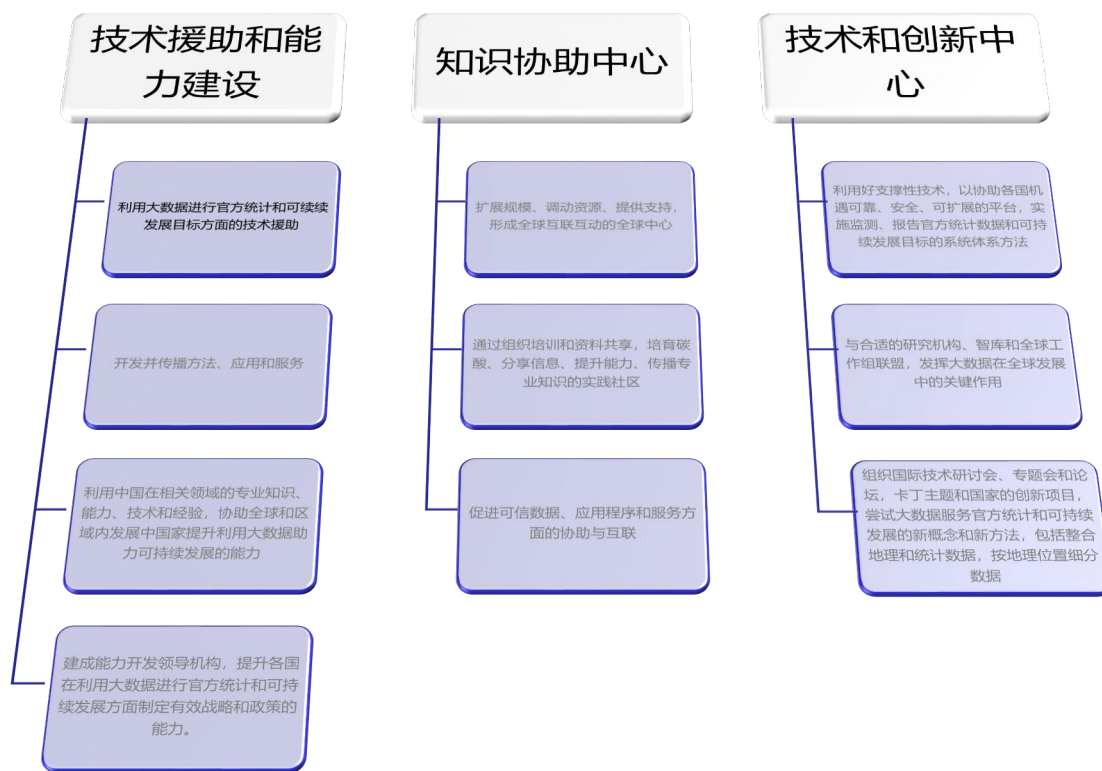 技术援助和能
力建设
利用大数据进行官方统计和可续续
发展目标方面的技术援助
开发并传播方法、应用和服务
利用中国在相关领域的专业知识、
能力、技术和经验，协助全球和区
域内发展中国家提升利用大数据助
力可持续发展的能力
建成能力开发领导机构，提升各国
在利用大数据进行官方统计和可持
续发展方面制定有效战略和政策的
能力。
知识协助中心
扩展规模、调动资源、提供支持，
形成全球互联互动的全球中心
通过组织培训和资料共享，培育碳
酸、分享信息、提升能力、传播专
业知识的实践社区
促进可信数据、应用程序和服务方
面的协助与互联
技术和创新中
心
利用好支撑性技术，以协助各国机
遇可靠、安全、可扩展的平台，实
施监测、报告官方统计数据和可持
续发展目标的系统体系方法
与合适的研究机构、智库和全球工
作组联盟，发挥大数据在全球发展
中的关键作用
组织国际技术研讨会、专题会和论
坛，卡丁主题和国家的创新项目，
尝试大数据服务官方统计和可持续
发展的新概念和新方法，包括整合
地理和统计数据，按地理位置细分
数据